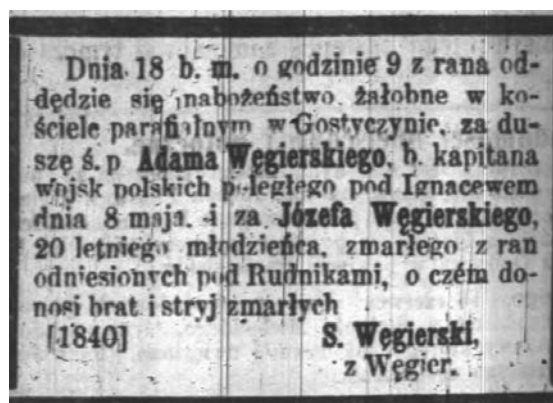 Dnia 18 b. m. o godzinie 9 z rana od-
dędzie się nabożeństwo żałobne w ko-
ściele parafialnym w Gostyczynie, za du-
szę ś. p Adama Węgierskiego, b. kapitana
wojsk polskich poległego pod Ignacewem
dnia 8 maja. i za Józefa Węgierskiego,
20 letniego młodzieńca, zmarłego z ran
odniesionych pod Rudnikami, o czém do-
nosi brat i stryj zmarłych
[1840] S. Węgierski,
z Węgier.